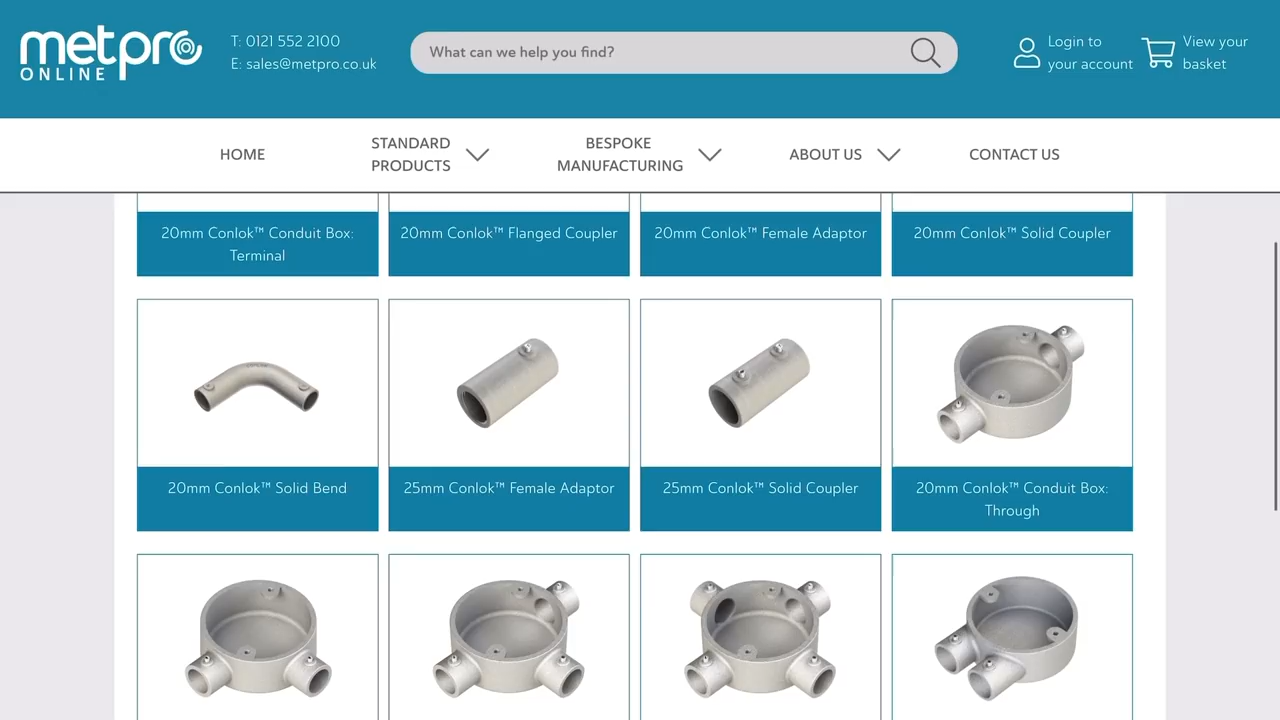 metpro
ONLINE
T: 0121 552 2100
E: sales@metpro.co.uk
What can we help you find?
Login to
your account
View your
basket
HOME
STANDARD
PRODUCTS
BESPOKE
MANUFACTURING
ABOUT US
CONTACT US
20mm Conlok™ Conduit Box:
Terminal
20mm Conlok™ Flanged Coupler
20mm Conlok™ Female Adaptor
20mm Conlok™ Solid Coupler
20mm Conlok™ Solid Bend
25mm Conlok™ Female Adaptor
25mm Conlok™ Solid Coupler
20mm Conlok™ Conduit Box:
Through